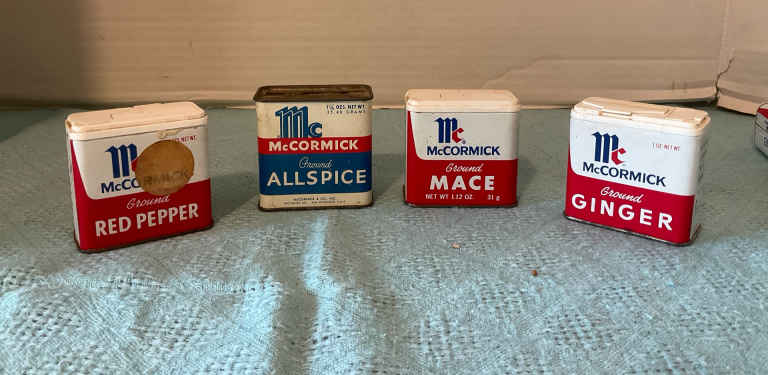 Mc
McCORMICK
Ground
RED PEPPER
Mc
McCORMICK
Ground
ALLSPICE
Mc
McCORMICK
Ground
MACE
NET WT. 1.12 OZ. 31 g
Mc
McCORMICK
Ground
GINGER